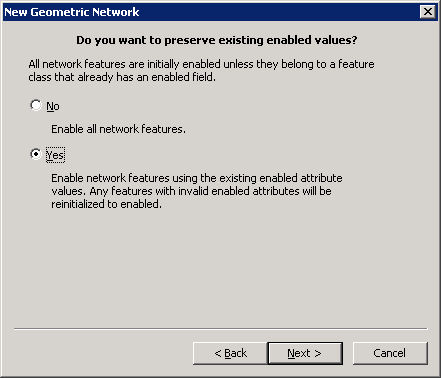 New Geometric Network
Do you want to preserve existing enabled values?
All network features are initially enabled unless they belong to a feature
class that already has an enabled field.
No
Enable all network features.
Yes
Enable network features using the existing enabled attribute
values. Any features with invalid enabled attributes will be
reinitialized to enabled.
< Back Next > Cancel